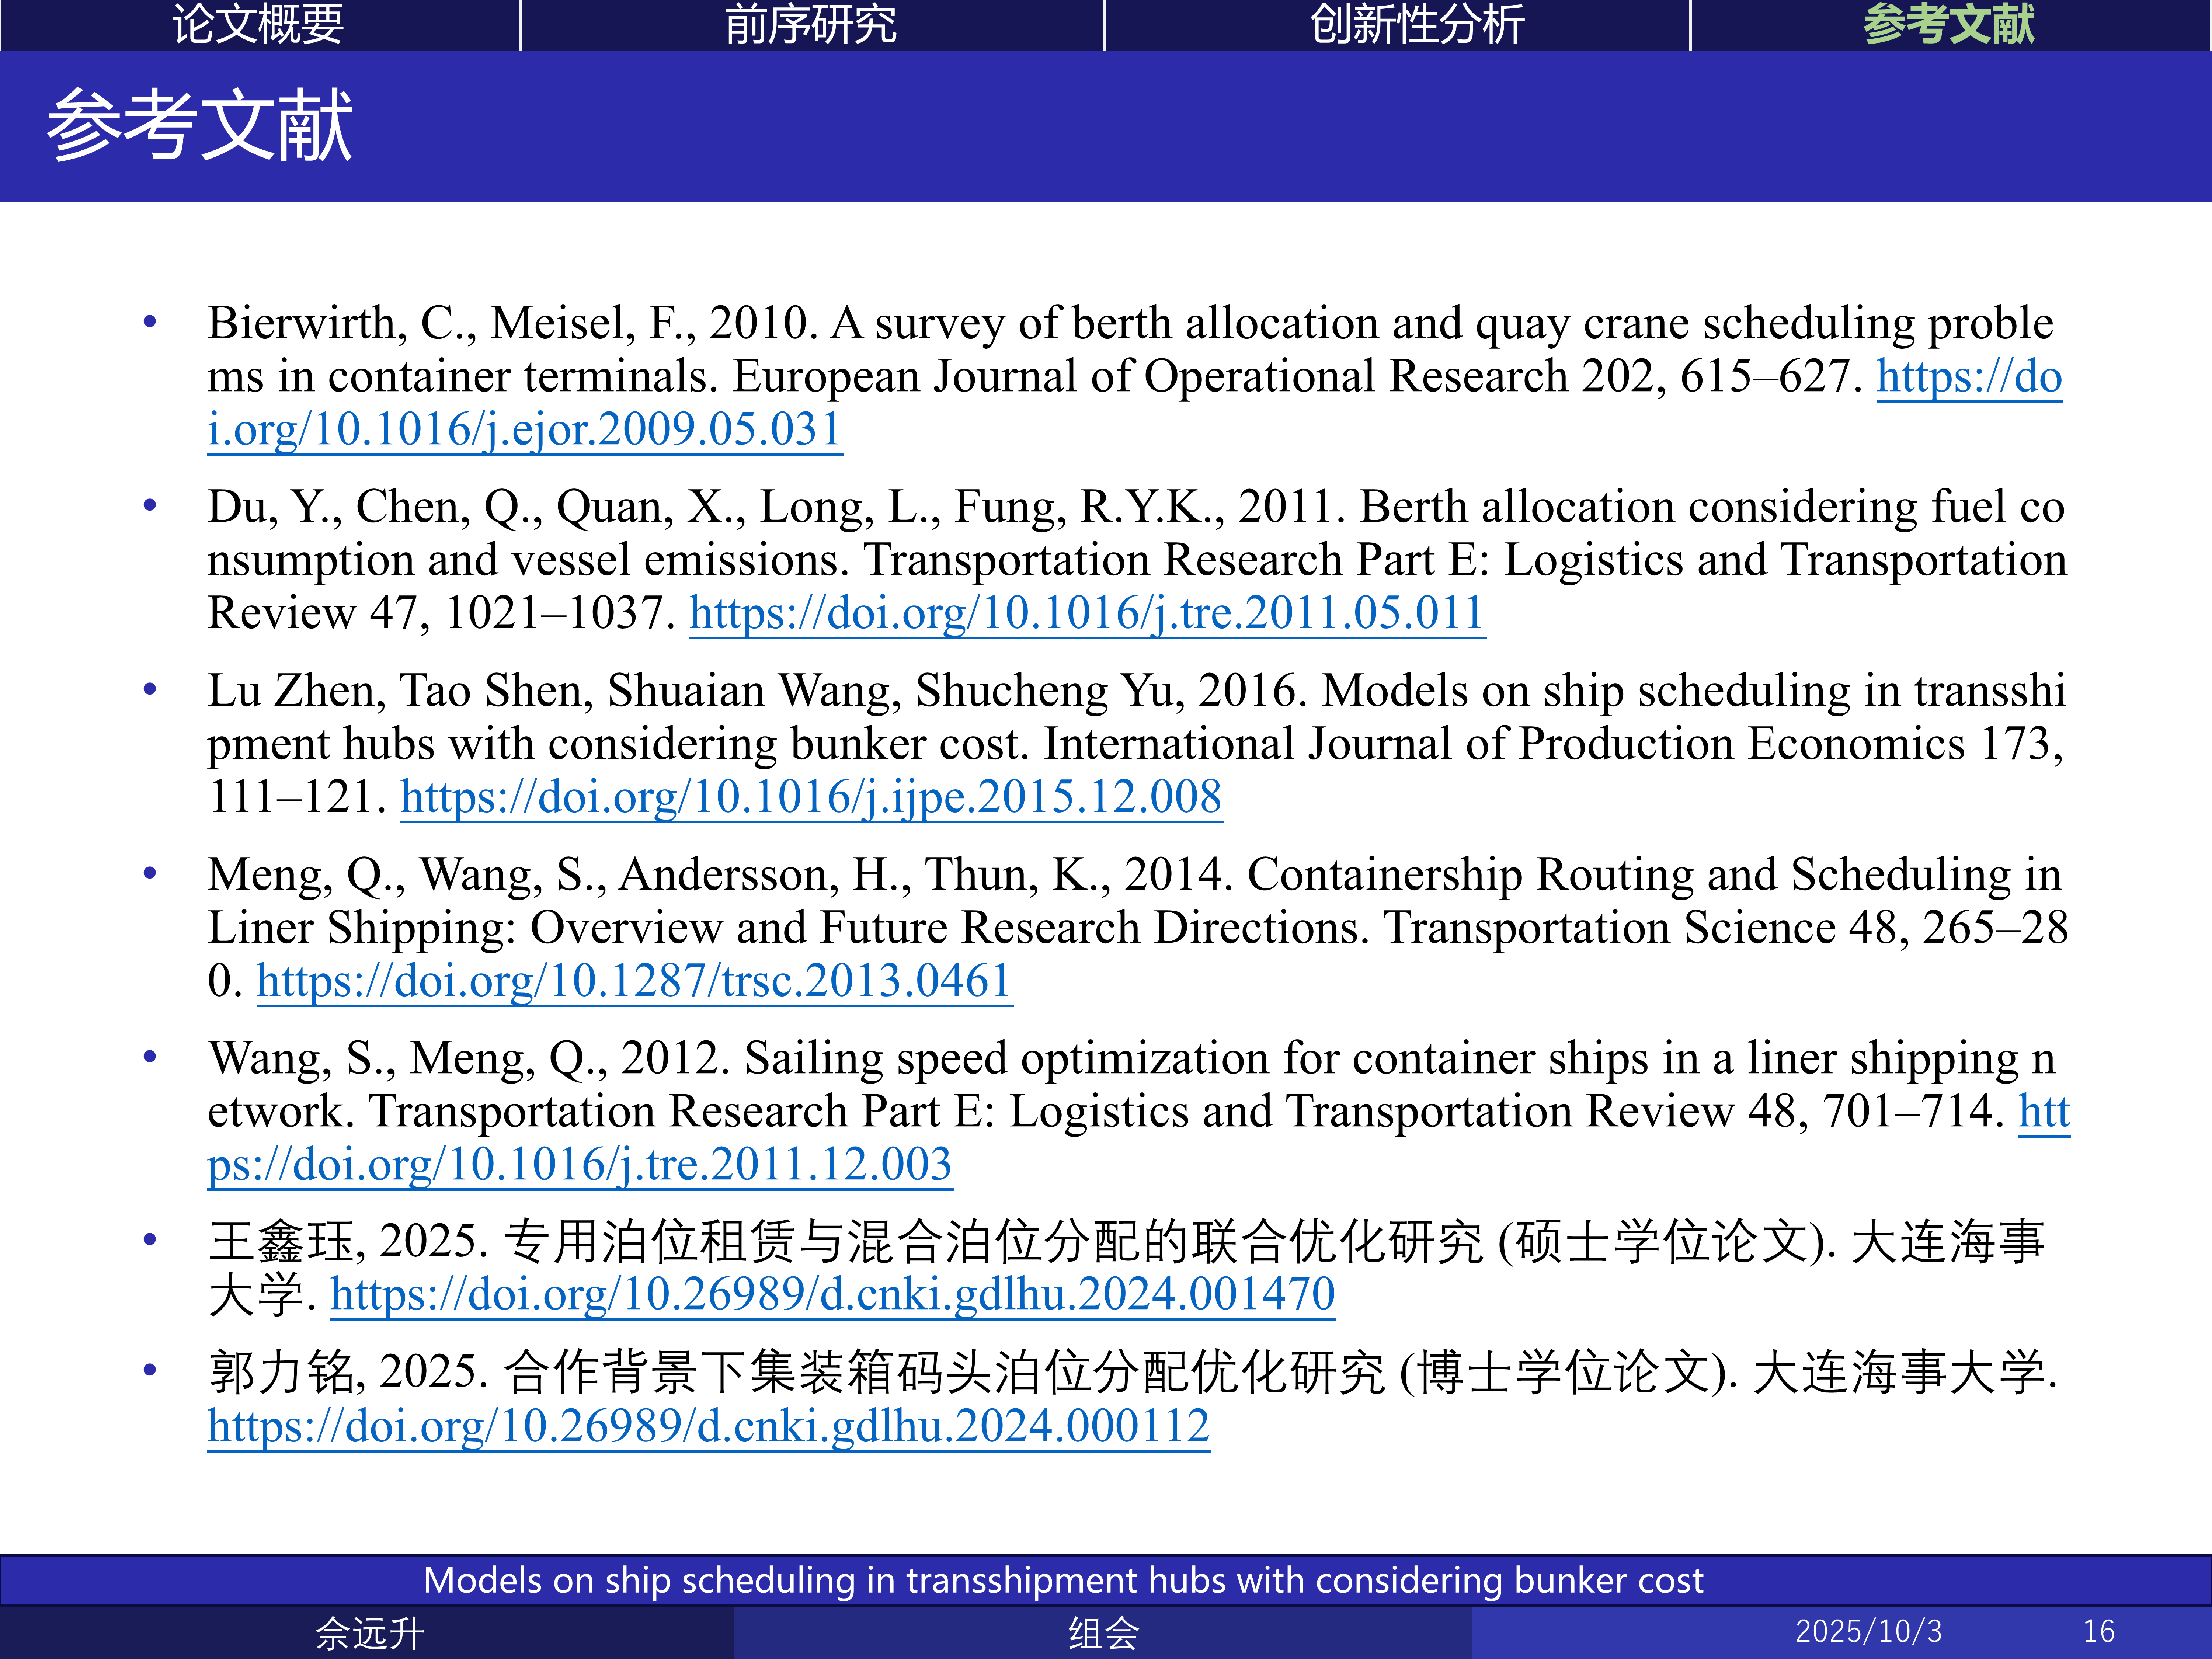 论文概要
前序研究
创新性分析
参考文献
参考文献
• Bierwirth, C., Meisel, F., 2010. A survey of berth allocation and quay crane scheduling proble
ms in container terminals. European Journal of Operational Research 202, 615–627. https://do
i.org/10.1016/j.ejor.2009.05.031
• Du, Y., Chen, Q., Quan, X., Long, L., Fung, R.Y.K., 2011. Berth allocation considering fuel co
nsumption and vessel emissions. Transportation Research Part E: Logistics and Transportation
Review 47, 1021–1037. https://doi.org/10.1016/j.tre.2011.05.011
• Lu Zhen, Tao Shen, Shuaian Wang, Shucheng Yu, 2016. Models on ship scheduling in transshi
pment hubs with considering bunker cost. International Journal of Production Economics 173,
111–121. https://doi.org/10.1016/j.ijpe.2015.12.008
• Meng, Q., Wang, S., Andersson, H., Thun, K., 2014. Containership Routing and Scheduling in
Liner Shipping: Overview and Future Research Directions. Transportation Science 48, 265–28
0. https://doi.org/10.1287/trsc.2013.0461
• Wang, S., Meng, Q., 2012. Sailing speed optimization for container ships in a liner shipping n
etwork. Transportation Research Part E: Logistics and Transportation Review 48, 701–714. htt
ps://doi.org/10.1016/j.tre.2011.12.003
• 王鑫珏, 2025. 专用泊位租赁与混合泊位分配的联合优化研究 (硕士学位论文). 大连海事
大学. https://doi.org/10.26989/d.cnki.gdlhu.2024.001470
• 郭力铭, 2025. 合作背景下集装箱码头泊位分配优化研究 (博士学位论文). 大连海事大学.
https://doi.org/10.26989/d.cnki.gdlhu.2024.000112
Models on ship scheduling in transshipment hubs with considering bunker cost
佘远升
组会
2025/10/3
16